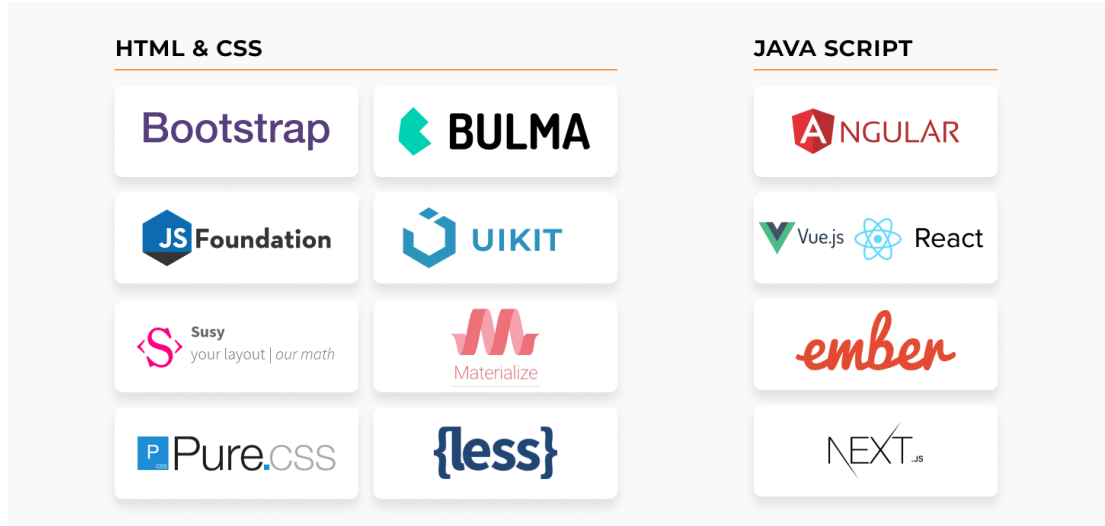 HTML & CSS
Bootstrap
BULMA
JS Foundation
UIKIT
S
Susy
your layout | our math
Materialize
P
CSS
Pure.css
{less}
JAVA SCRIPT
ANGULAR
Vue.js
React
ember
NEXT.JS